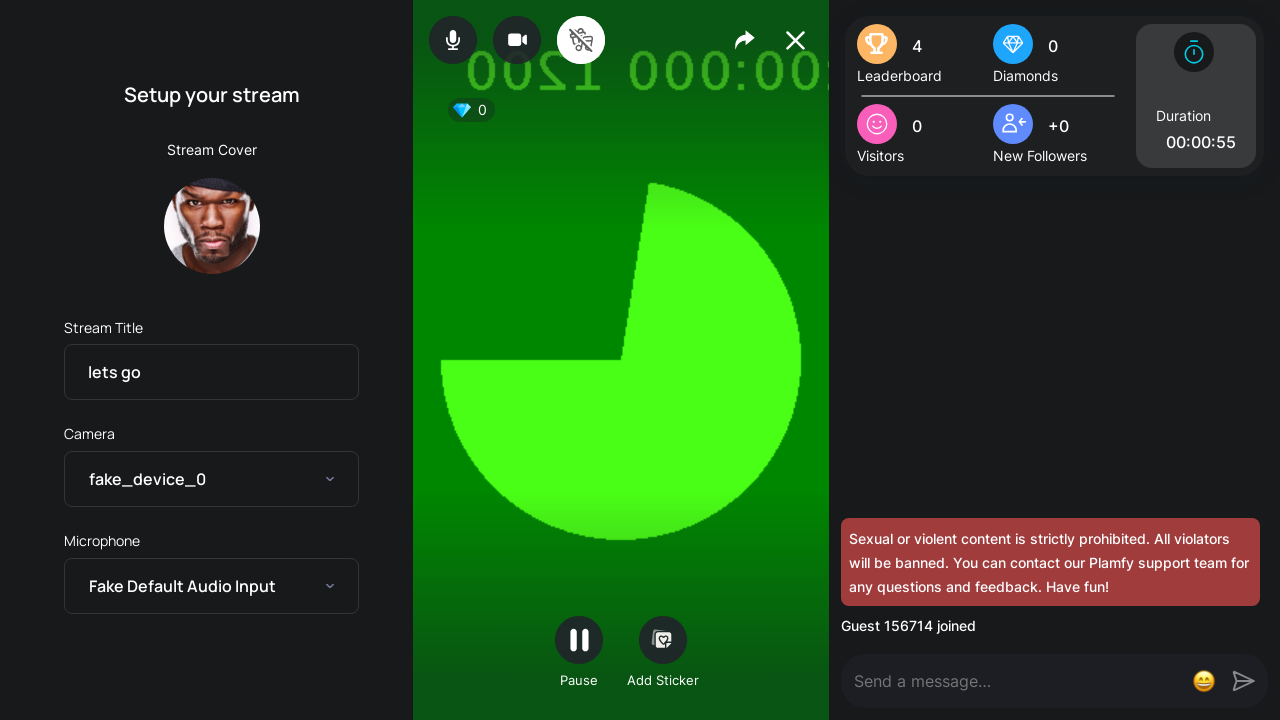 Setup your stream
Stream Cover
Stream Title
lets go
Camera
fake_device_0
Microphone
Fake Default Audio Input
0
Pause
Add Sticker
4
Leaderboard
0
Diamonds
0
Visitors
+0
New Followers
Duration
00:00:55
Sexual or violent content is strictly prohibited. All violators
will be banned. You can contact our Plamfy support team for
any questions and feedback. Have fun!
Guest 156714 joined
Send a message...